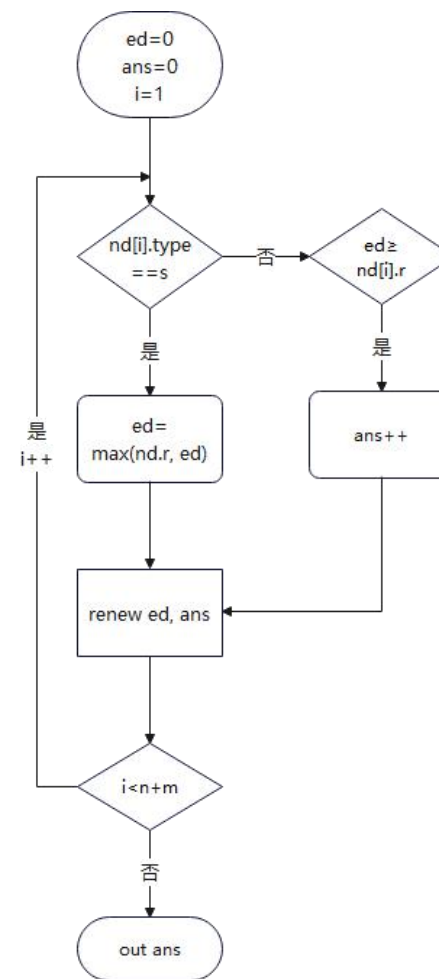 ed=0
ans=0
i=1
nd[i].type
==s
否
ed≥
nd[i].r
是
是
ed=
max(nd.r, ed)
ans++
是
i++
renew ed, ans
i<n+m
否
out ans